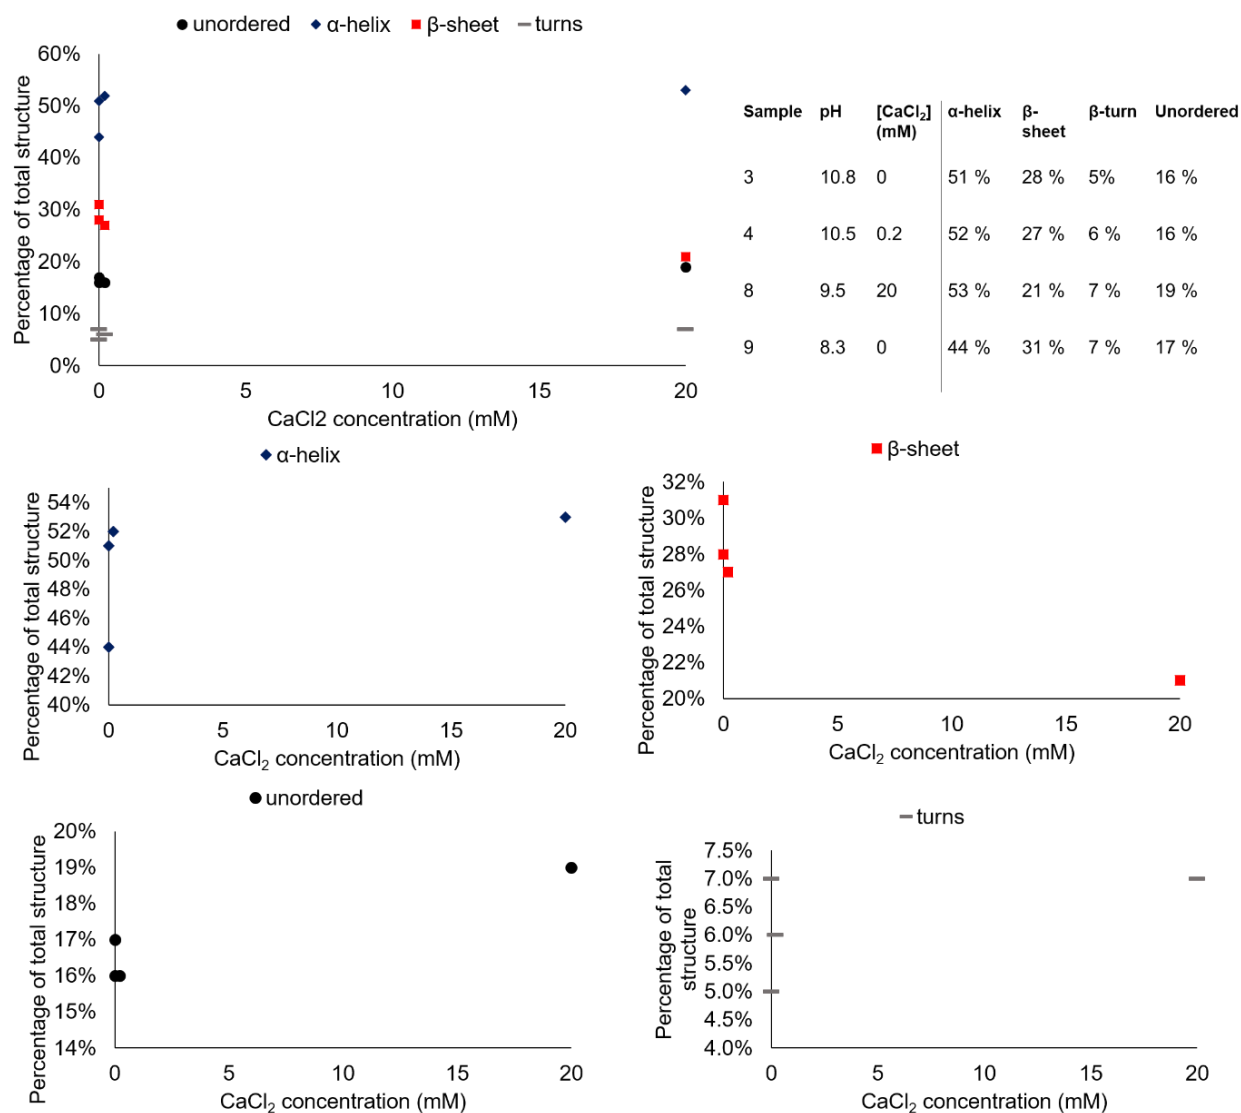 unordered α-helix β-sheet turns
Percentage of total structure
60%
50%
40%
30%
20%
10%
0%
0 5 10 15 20
CaCl2 concentration (mM)
Sample pH [CaCl₂] (mM) α-helix β-sheet β-turn Unordered
3 10.8 0 51 % 28 % 5% 16 %
4 10.5 0.2 52 % 27 % 6 % 16 %
8 9.5 20 53 % 21 % 7 % 19 %
9 8.3 0 44 % 31 % 7 % 17 %
α-helix
Percentage of total structure
54%
52%
50%
48%
46%
44%
42%
40%
0 5 10 15 20
CaCl₂ concentration (mM)
β-sheet
Percentage of total structure
32%
30%
28%
26%
24%
22%
20%
0 5 10 15 20
CaCl₂ concentration (mM)
unordered
Percentage of total structure
20%
19%
18%
17%
16%
15%
14%
0 5 10 15 20
CaCl₂ concentration (mM)
turns
Percentage of total
structure
7.5%
7.0%
6.5%
6.0%
5.5%
5.0%
4.5%
4.0%
0 5 10 15 20
CaCl₂ concentration (mM)